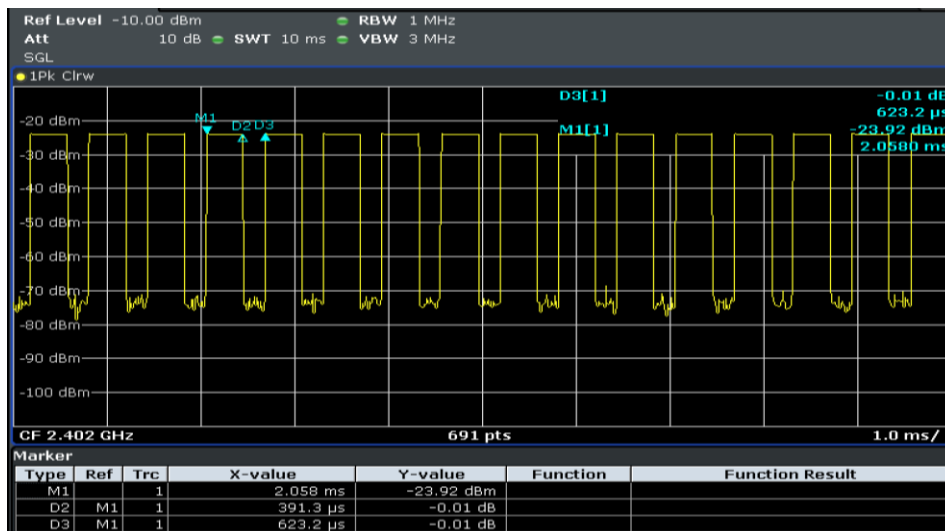 Ref Level -10.00 dBm RBW 1 MHz
Att 10 dB SWT 10 ms VBW 3 MHz
SGL
1Pk Clrw
D3[1] -0.01 dB
623.2 µs
M1[1] -23.92 dBm
2.0580 ms
M1
D2 D3
-20 dBm
-30 dBm
-40 dBm
-50 dBm
-60 dBm
-70 dBm
-80 dBm
-90 dBm
-100 dBm
CF 2.402 GHz 691 pts 1.0 ms/
Marker
Type Ref Trc X-value Y-value Function Function Result
M1 1 2.058 ms -23.92 dBm
D2 M1 1 391.3 µs -0.01 dB
D3 M1 1 623.2 µs -0.01 dB